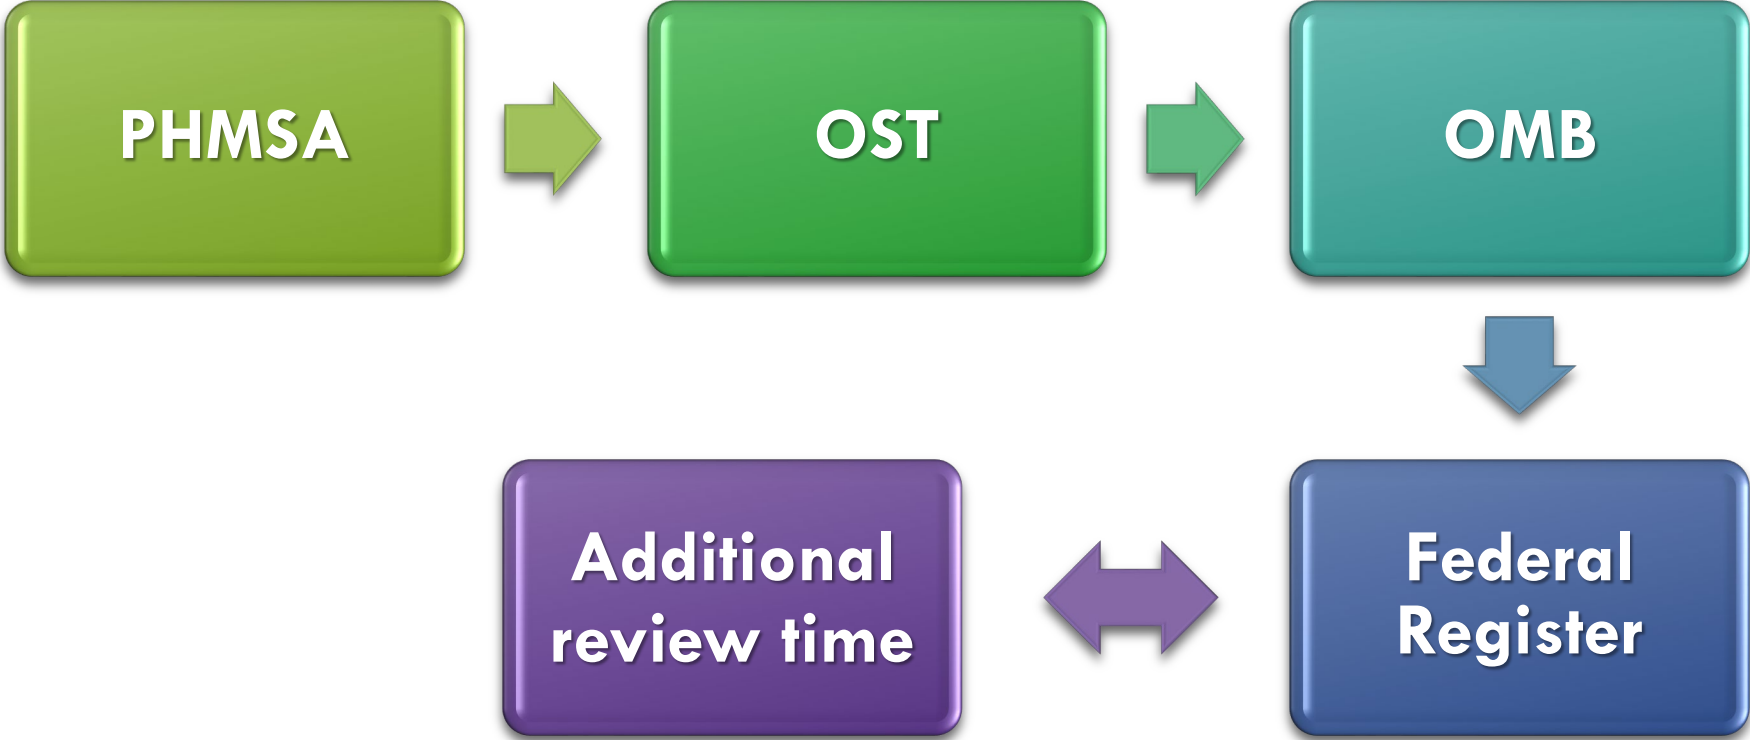 PHMSA
OST
OMB
Additional
review time
Federal
Register